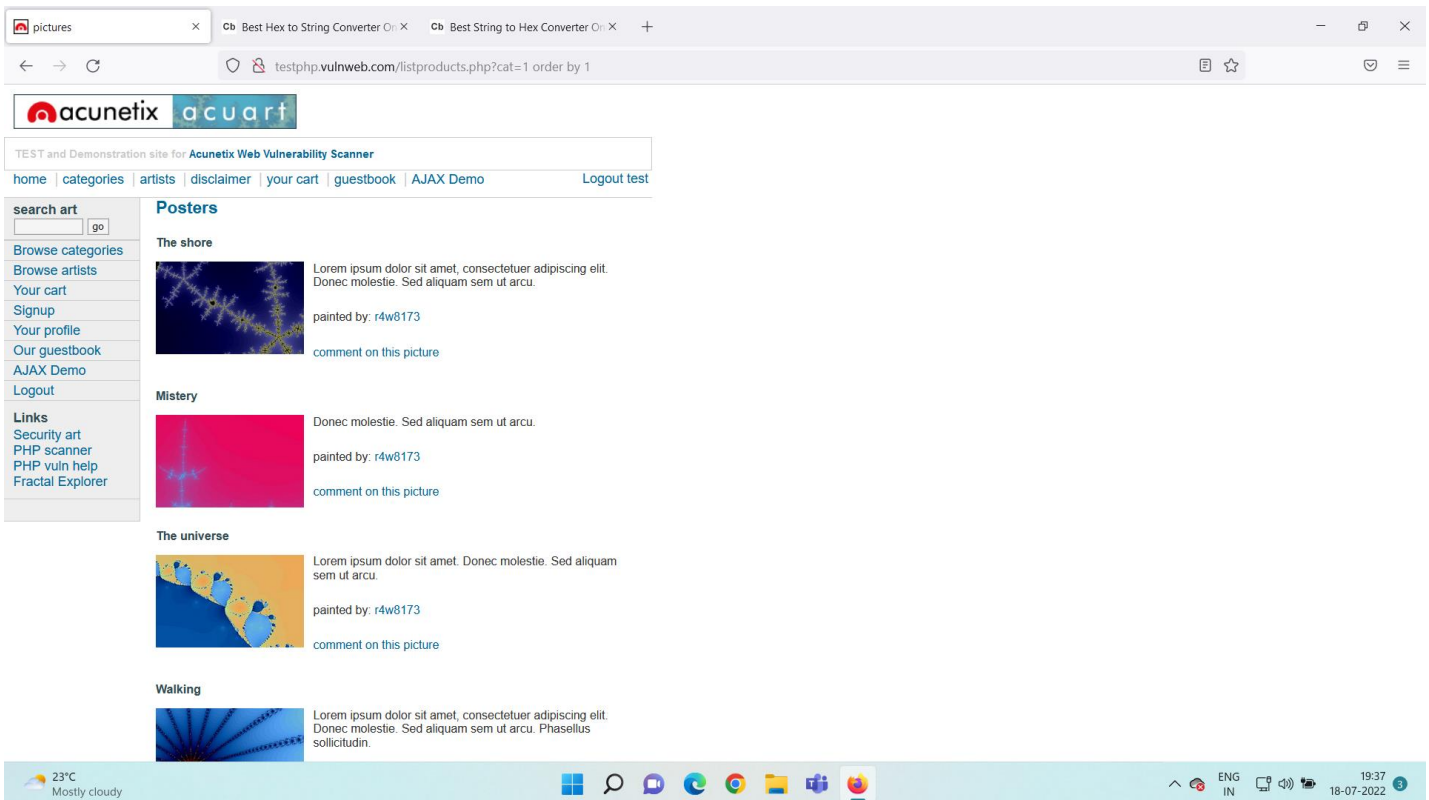 pictures
Cb Best Hex to String Converter On
Cb Best String to Hex Converter On
testphp.vulnweb.com/listproducts.php?cat=1 order by 1
acunetix acuart
TEST and Demonstration site for Acunetix Web Vulnerability Scanner
home | categories | artists | disclaimer | your cart | guestbook | AJAX Demo
Logout test
search art
go
Browse categories
Browse artists
Your cart
Signup
Your profile
Our guestbook
AJAX Demo
Logout
Links
Security art
PHP scanner
PHP vuln help
Fractal Explorer
Posters
The shore
Lorem ipsum dolor sit amet, consectetuer adipiscing elit.
Donec molestie. Sed aliquam sem ut arcu.
painted by: r4w8173
comment on this picture
Mistery
Donec molestie. Sed aliquam sem ut arcu.
painted by: r4w8173
comment on this picture
The universe
Lorem ipsum dolor sit amet. Donec molestie. Sed aliquam
sem ut arcu.
painted by: r4w8173
comment on this picture
Walking
Lorem ipsum dolor sit amet, consectetuer adipiscing elit.
Donec molestie. Sed aliquam sem ut arcu. Phasellus
sollicitudin.
23°C
Mostly cloudy
ENG
IN
19:37
18-07-2022
3